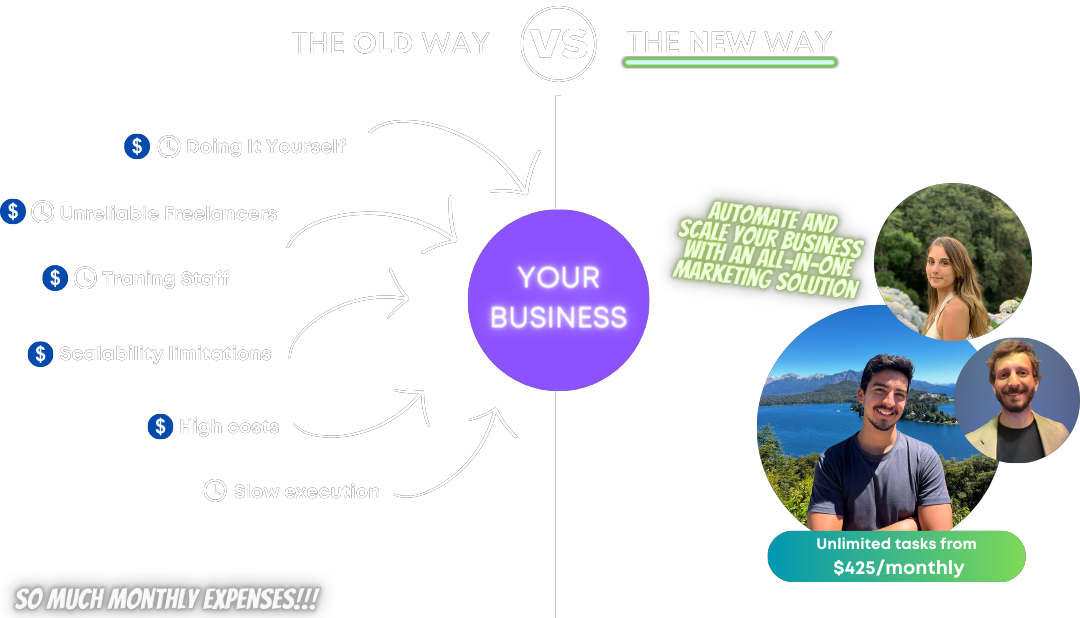 THE OLD WAY
VS
THE NEW WAY
$ Doing It Yourself
$ Unreliable Freelancers
$ Traning Staff
$ Scalability limitations
$ High costs
Slow execution
SO MUCH MONTHLY EXPENSES!!!
YOUR
BUSINESS
AUTOMATE AND
SCALE YOUR BUSINESS
WITH AN ALL-IN-ONE
MARKETING SOLUTION
Unlimited tasks from
$425/monthly